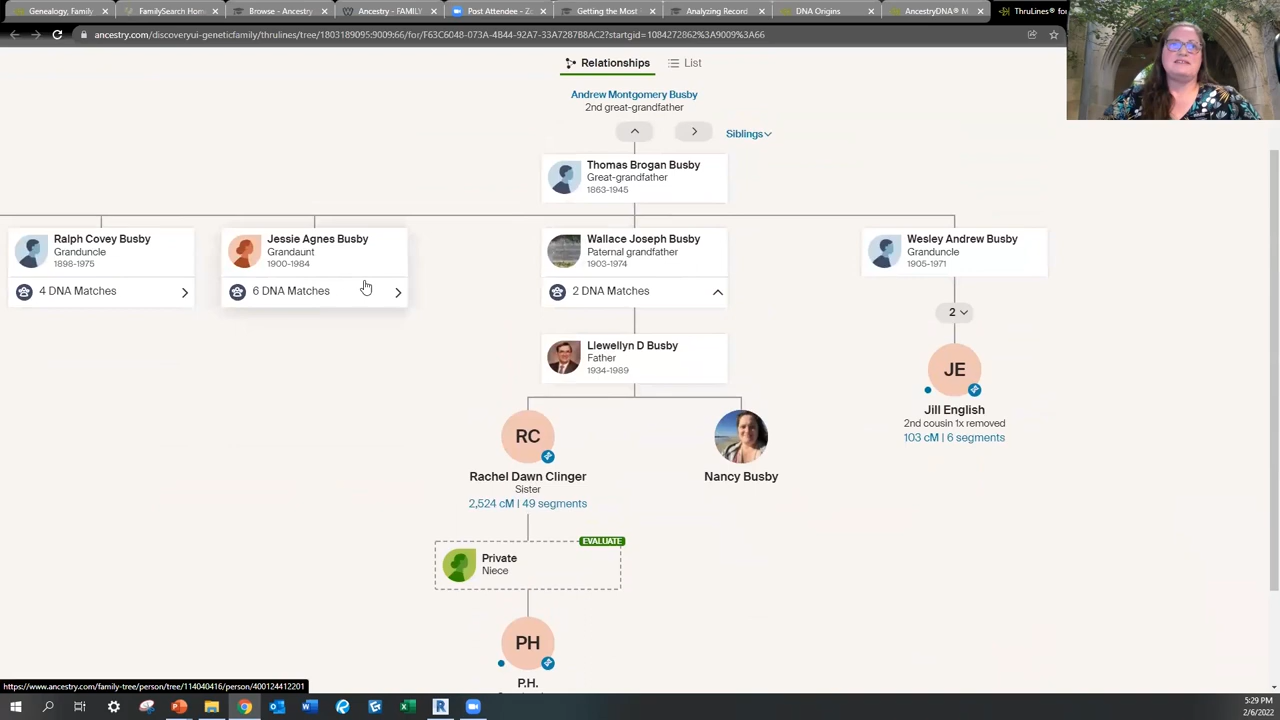 Genealogy, Family
FamilySearch Hom
Browse - Ancestry
Ancestry - FAMILY
Post Attendee - Zo
Getting the Most
Analyzing Record
DNA Origins
AncestryDNA® M
ThruLines® for
ancestry.com/discoveryui-geneticfamily/thrulines/tree/1803189095:9009:66/for/F63C6048-073A-4B44-92A7-33A7287B8AC2?startgid=1084272862%3A9009%3A66
Relationships
List
Andrew Montgomery Busby
2nd great-grandfather
Siblings
Thomas Brogan Busby
Great-grandfather
1863-1945
Ralph Covey Busby
Granduncle
1898-1975
4 DNA Matches
Jessie Agnes Busby
Grandaunt
1900-1984
6 DNA Matches
Wallace Joseph Busby
Paternal grandfather
1903-1974
2 DNA Matches
Wesley Andrew Busby
Granduncle
1905-1971
2
Llewellyn D Busby
Father
1934-1989
JE
Jill English
2nd cousin 1x removed
103 cM | 6 segments
RC
Rachel Dawn Clinger
Sister
2,524 cM | 49 segments
Nancy Busby
EVALUATE
Private
Niece
PH
P.H.
https://www.ancestry.com/family-tree/person/tree/114040416/person/400124412201
5:29 PM
2/6/2022